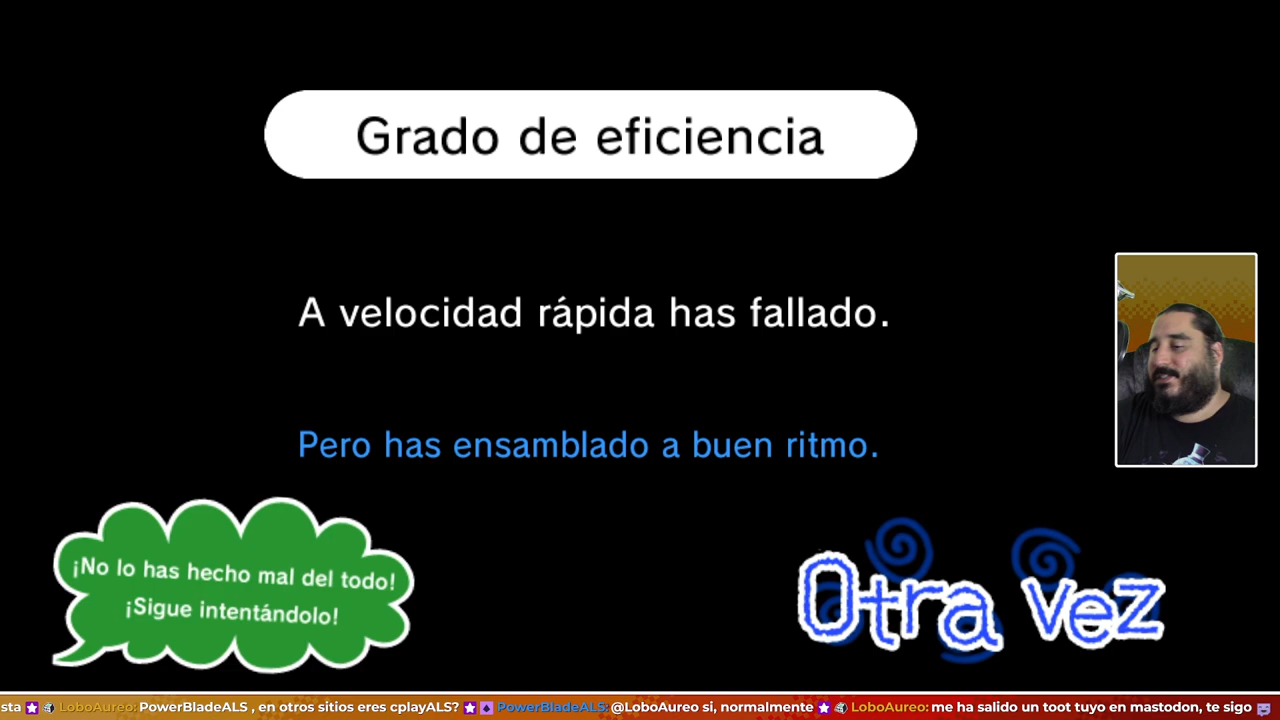 Grado de eficiencia
A velocidad rápida has fallado.
Pero has ensamblado a buen ritmo.
¡No lo has hecho mal del todo!
¡Sigue intentándolo!
Otra vez
sta LoboAureo: PowerBladeALS , en otros sitios eres cplayALS? PowerBladeALS: @LoboAureo si, normalmente LoboAureo: me ha salido un toot tuyo en mastodon, te sigo